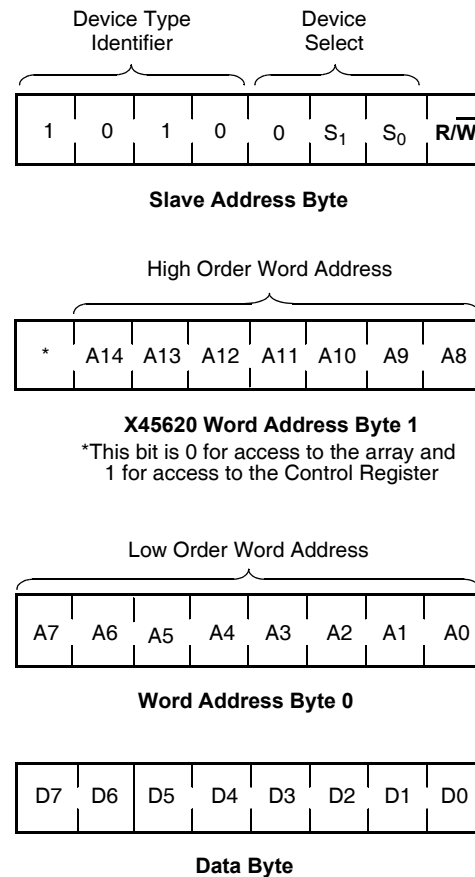 Device Type Identifier
Device Select
1 0 1 0 0 S₁ S₀ R/W̅
Slave Address Byte
High Order Word Address
* A14 A13 A12 A11 A10 A9 A8
X45620 Word Address Byte 1
*This bit is 0 for access to the array and
1 for access to the Control Register
Low Order Word Address
A7 A6 A5 A4 A3 A2 A1 A0
Word Address Byte 0
D7 D6 D5 D4 D3 D2 D1 D0
Data Byte